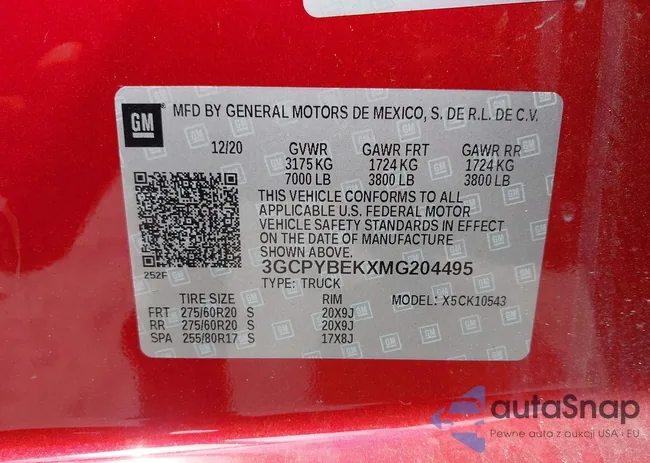 GM
MFD BY GENERAL MOTORS DE MEXICO, S. DE R.L. DE C.V.
12/20 GVWR GAWR FRT GAWR RR
3175 KG 1724 KG 1724 KG
7000 LB 3800 LB 3800 LB
THIS VEHICLE CONFORMS TO ALL
APPLICABLE U.S. FEDERAL MOTOR
VEHICLE SAFETY STANDARDS IN EFFECT
ON THE DATE OF MANUFACTURE
SHOWN ABOVE.
252F
3GCPYBEKXMG204495
TYPE: TRUCK
TIRE SIZE RIM MODEL: X5CK10543
FRT 275/60R20 S 20X9J
RR 275/60R20 S 20X9J
SPA 255/80R17 S 17X8J
autaSnap
Pewne auta z aukcji USA i EU